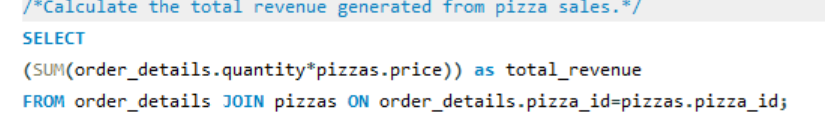 /*Calculate the total revenue generated from pizza sales.*/
SELECT
(SUM(order_details.quantity*pizzas.price)) as total_revenue
FROM order_details JOIN pizzas ON order_details.pizza_id=pizzas.pizza_id;